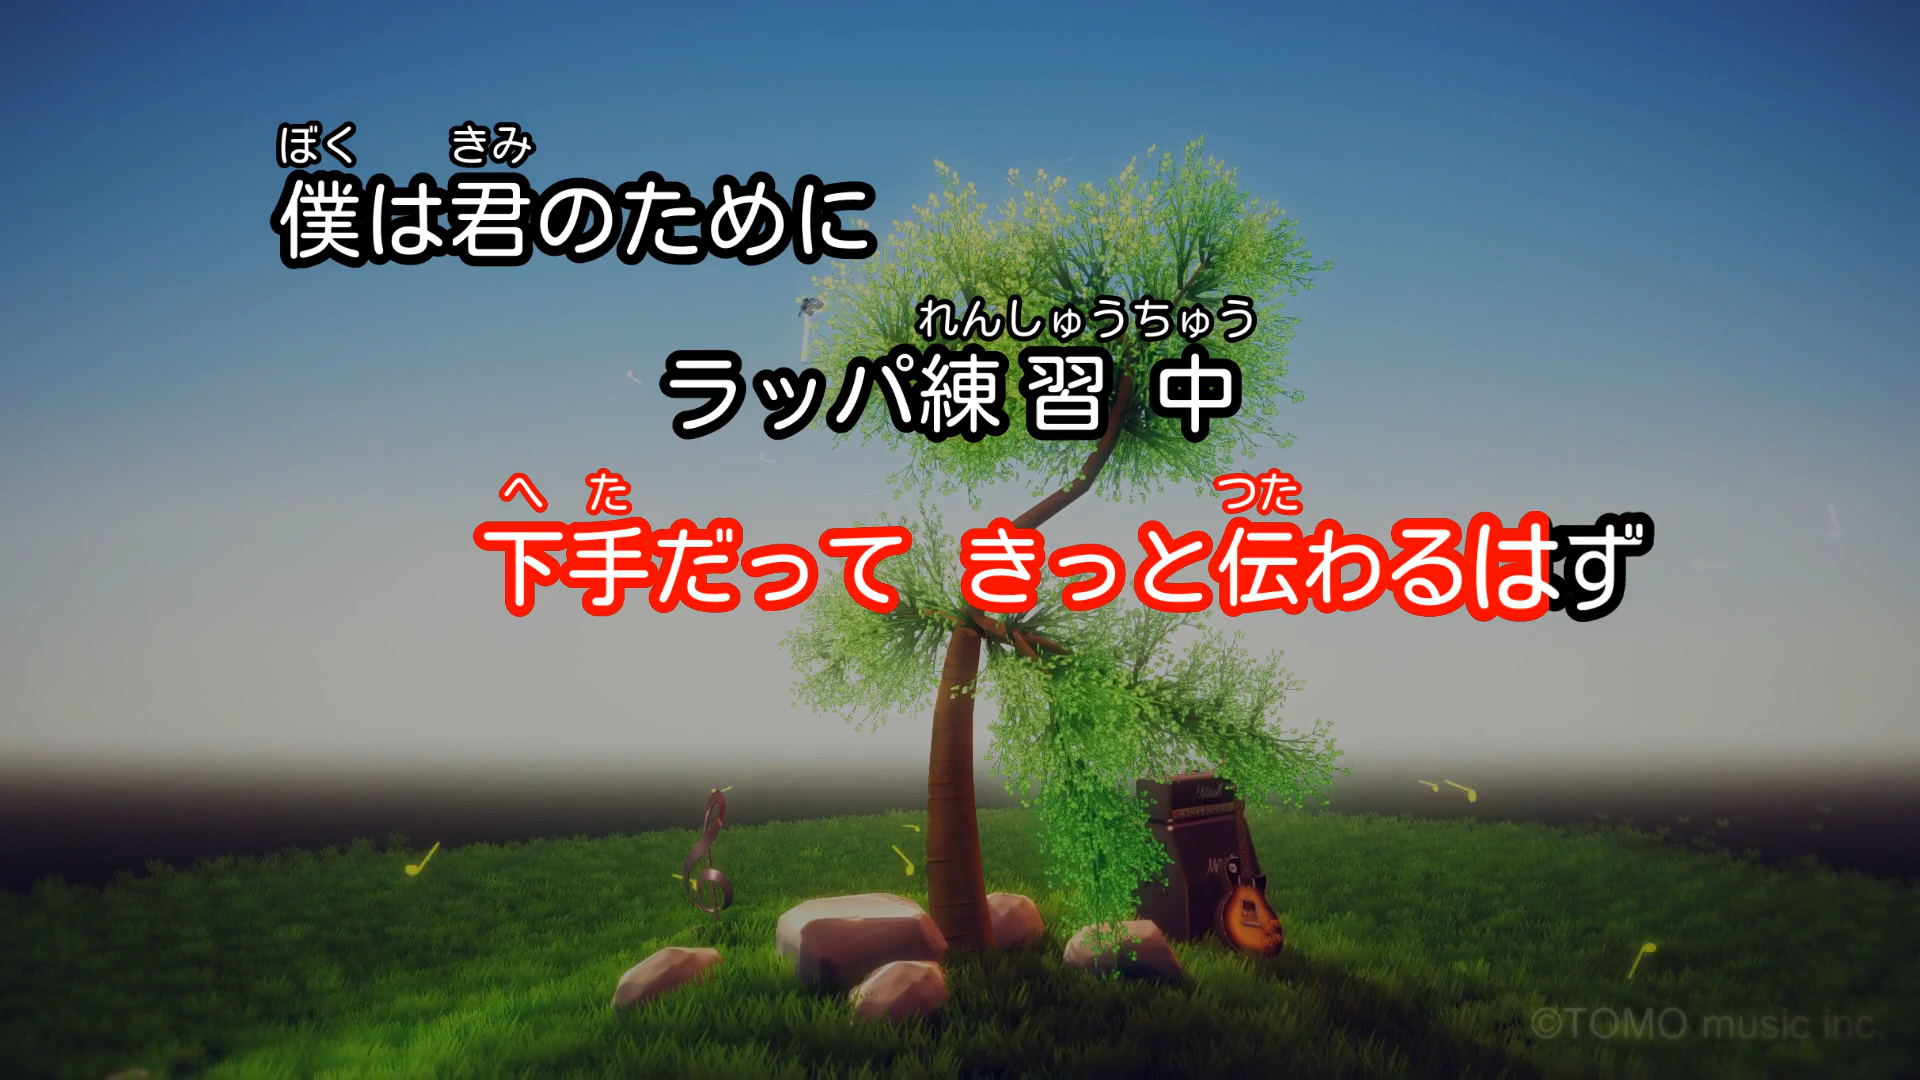 ぼく きみ
僕は君のために
れんしゅうちゅう
ラッパ練習中
へ た つた
下手だって きっと伝わるはず
Marshall
©TOMO music inc.